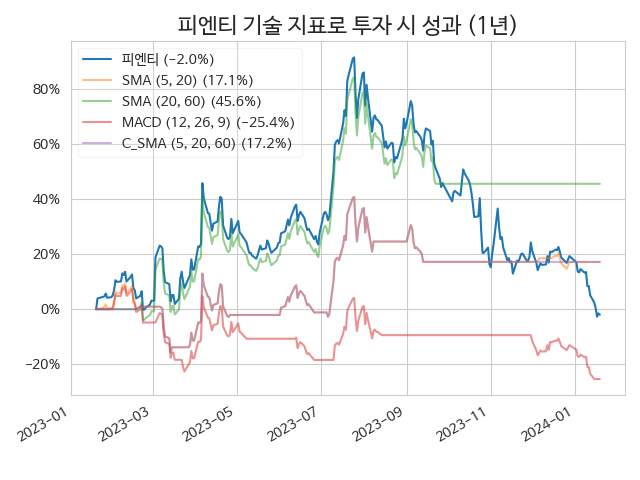 피엔티 기술 지표로 투자 시 성과 (1년)
피엔티 (−2.0%)
SMA (5, 20) (17.1%)
SMA (20, 60) (45.6%)
MACD (12, 26, 9) (−25.4%)
C_SMA (5, 20, 60) (17.2%)
80%
60%
40%
20%
0%
−20%
2023−01
2023−03
2023−05
2023−07
2023−09
2023−11
2024−01